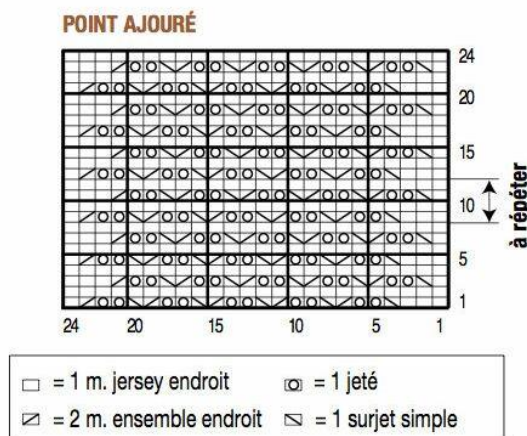 POINT AJOURÉ
24
20
15
10
5
1
à répéter
24 20 15 10 5 1
= 1 m. jersey endroit = 1 jeté
= 2 m. ensemble endroit = 1 surjet simple